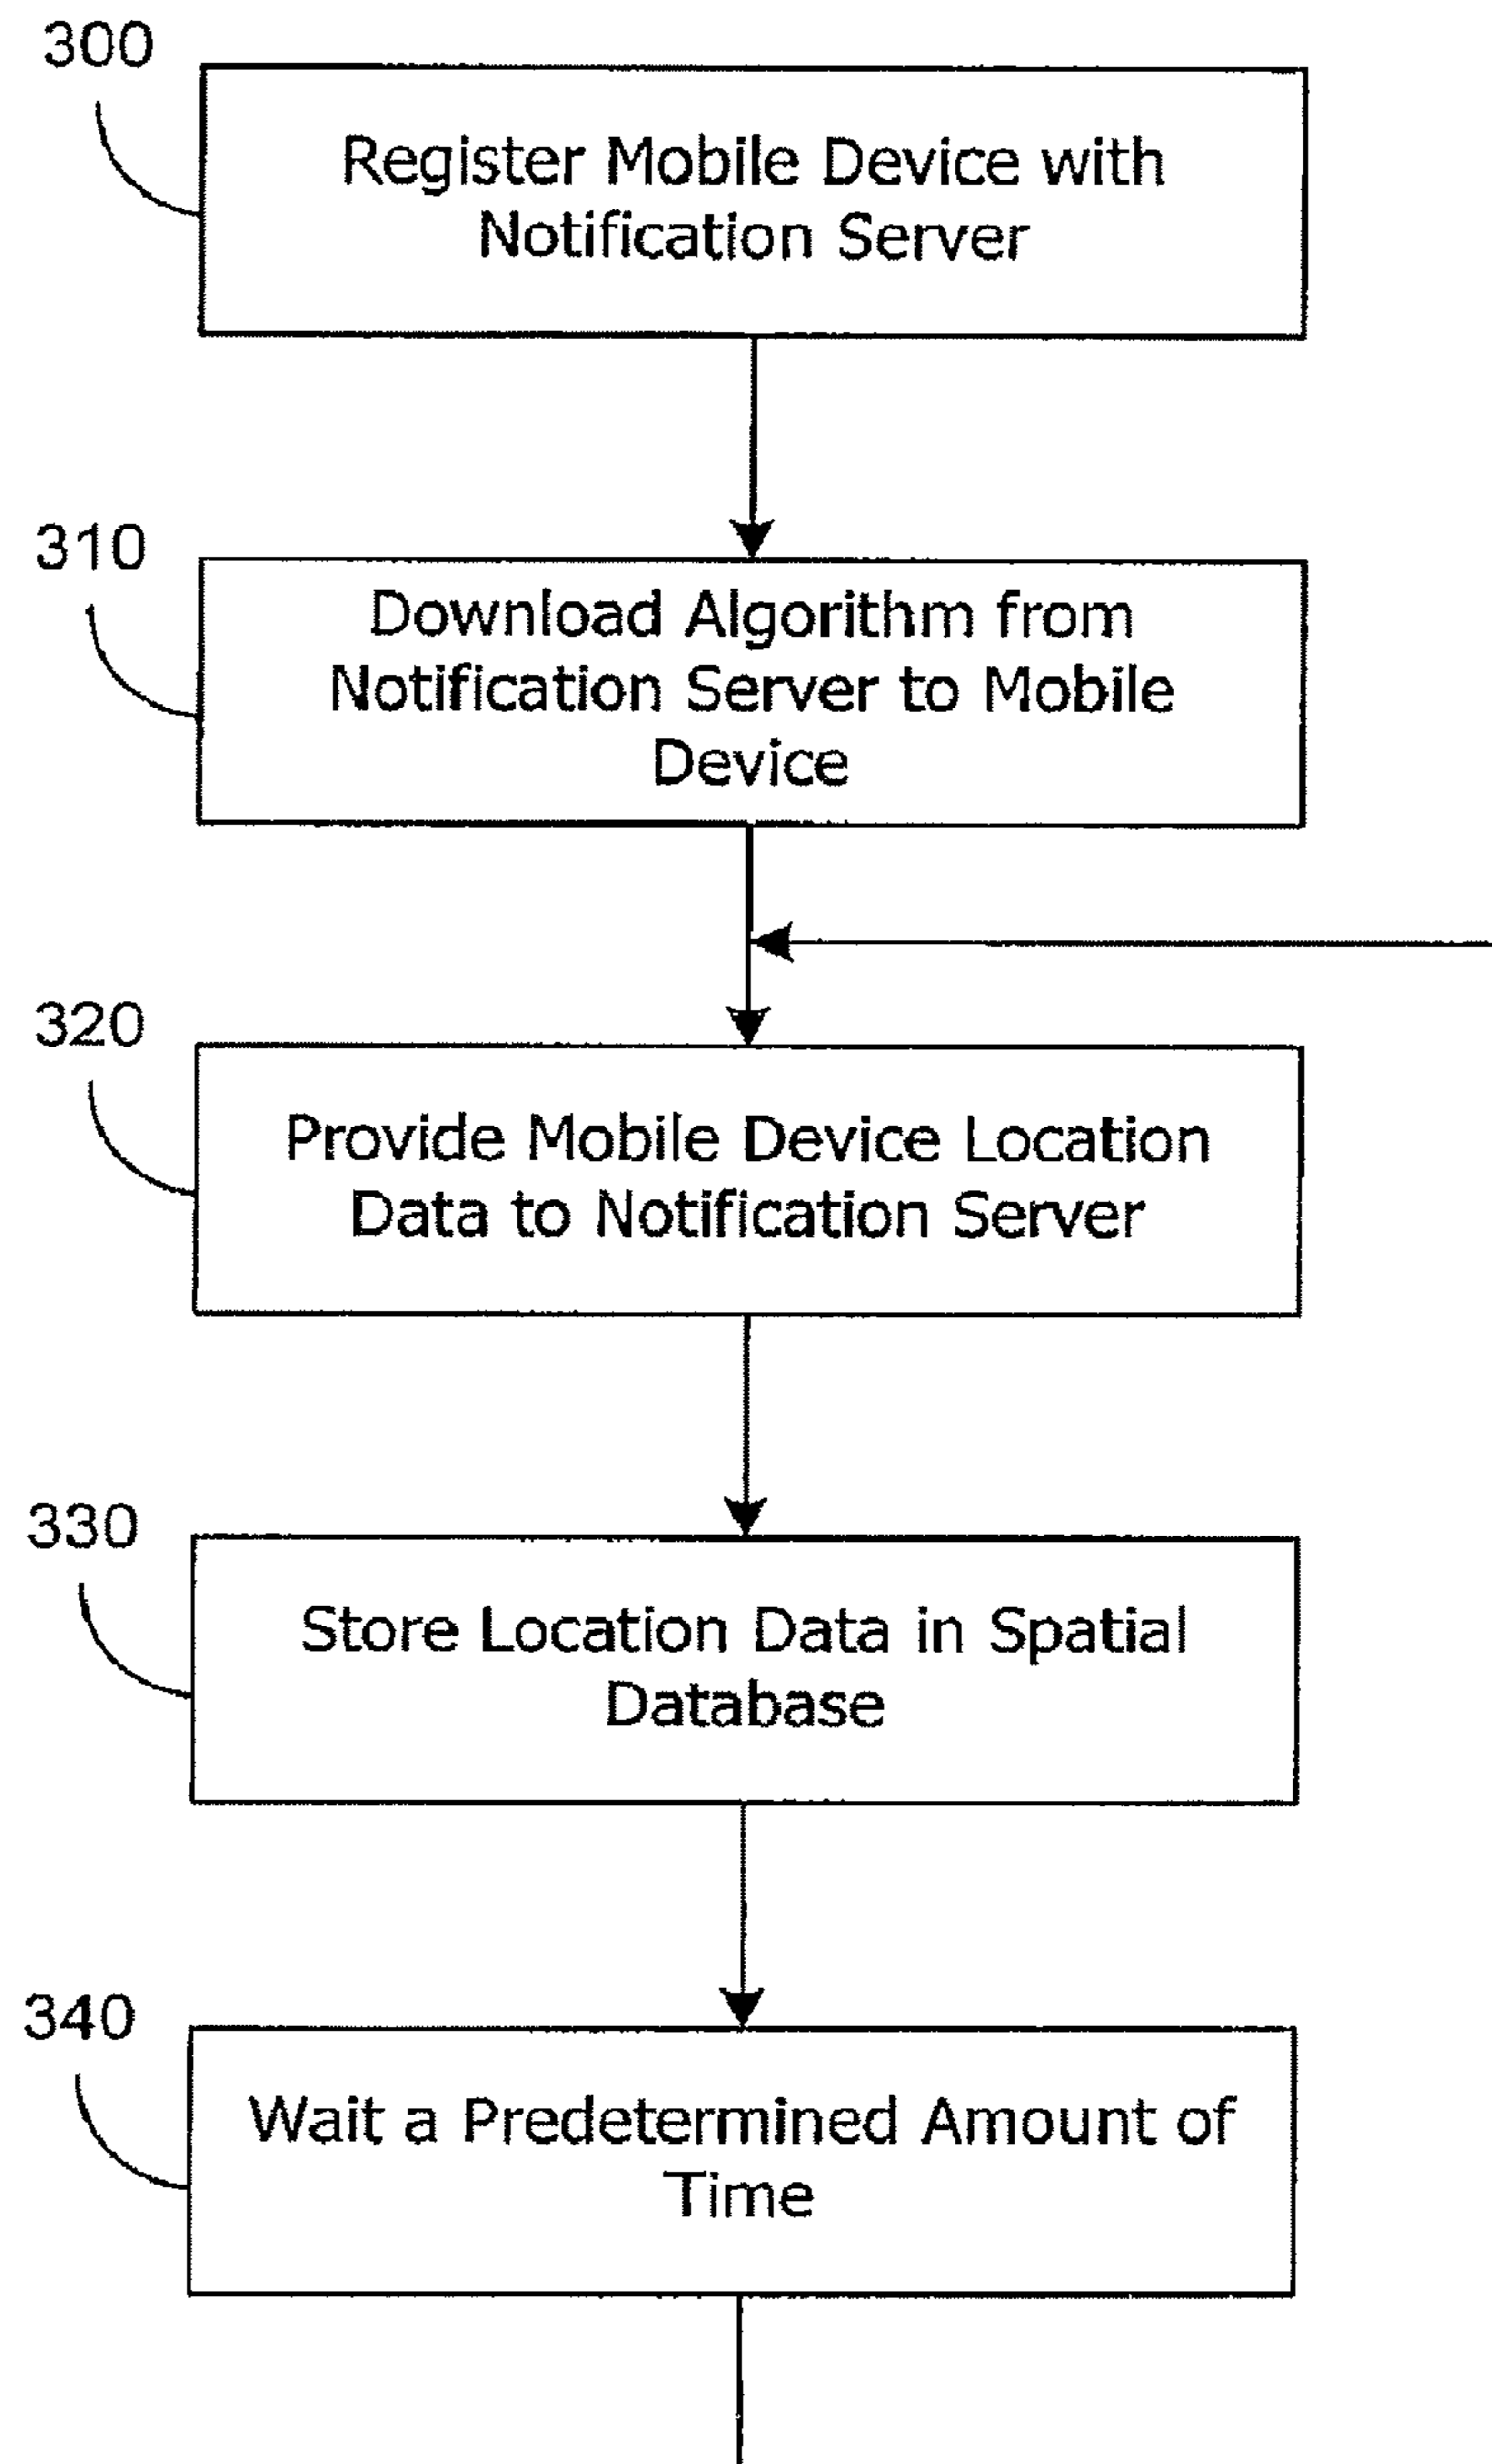 300
Register Mobile Device with
Notification Server
310
Download Algorithm from
Notification Server to Mobile
Device
320
Provide Mobile Device Location
Data to Notification Server
330
Store Location Data in Spatial
Database
340
Wait a Predetermined Amount of
Time